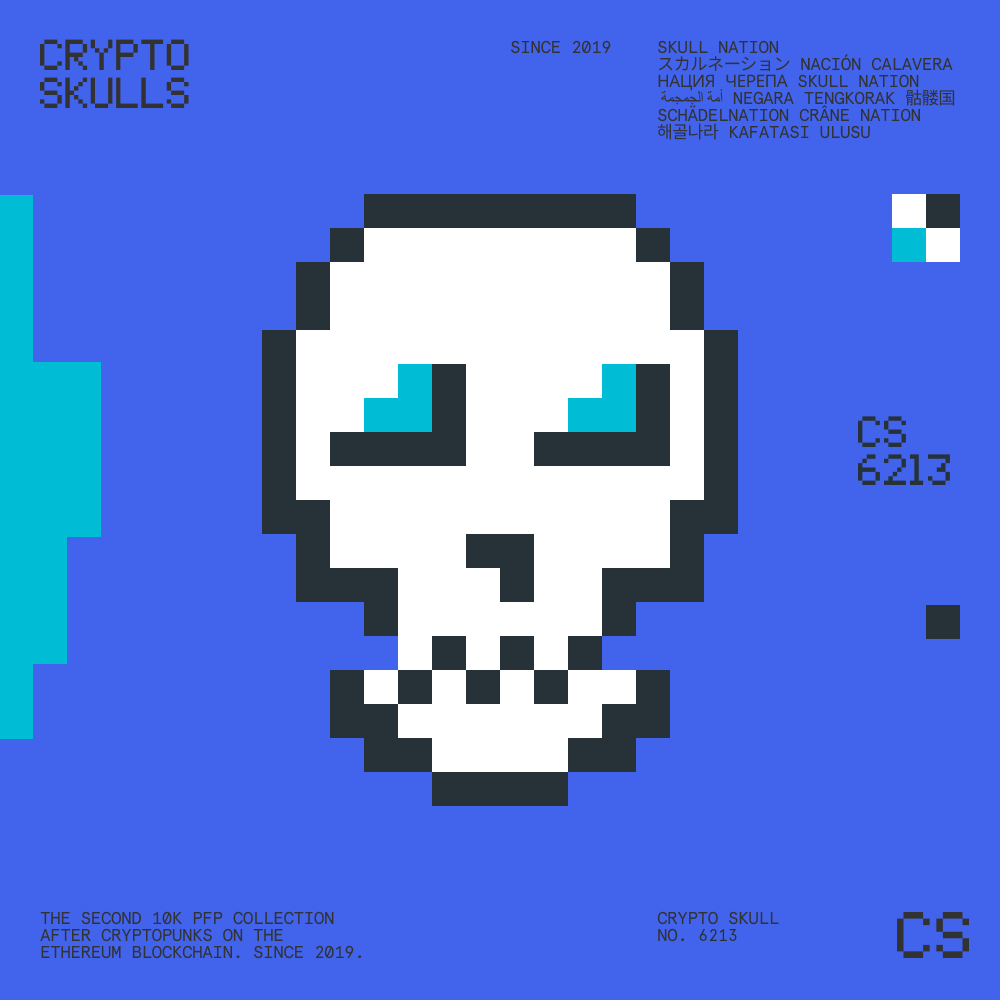 CRYPTO
SKULLS
SINCE 2019
SKULL NATION
スカルネーション NACIÓN CALAVERA
НАЦИЯ ЧЕРЕПА SKULL NATION
أمة الجمجمة NEGARA TENGKORAK 骷髅国
SCHÄDELNATION CRÂNE NATION
해골나라 KAFATASI ULUSU
CS
6213
THE SECOND 10K PFP COLLECTION
AFTER CRYPTOPUNKS ON THE
ETHEREUM BLOCKCHAIN. SINCE 2019.
CRYPTO SKULL
NO. 6213
CS